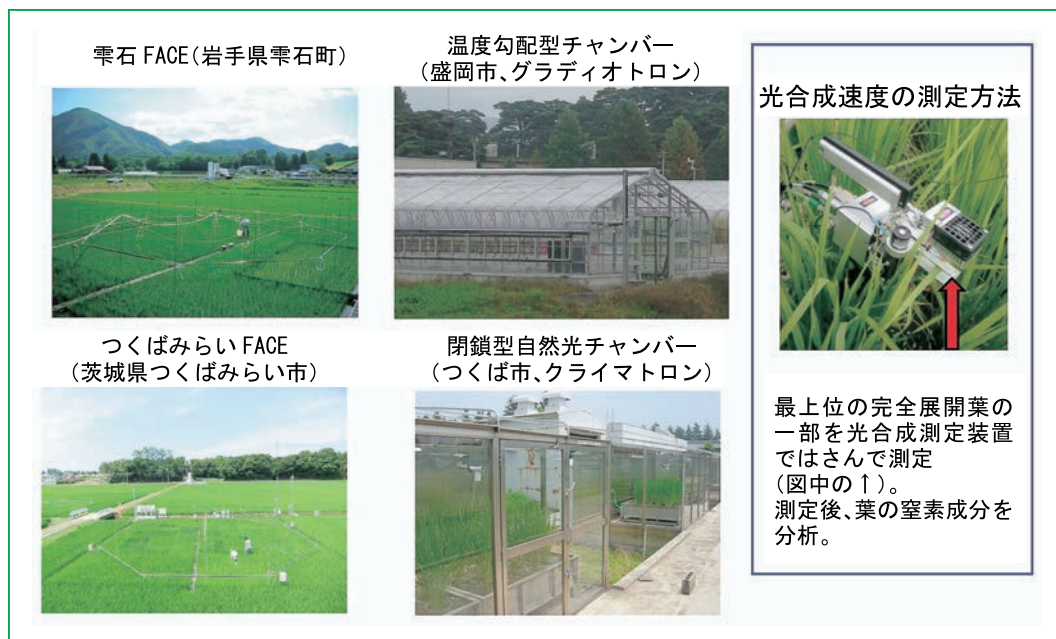 雫石 FACE(岩手県雫石町)
温度勾配型チャンバー
(盛岡市、グラディオトロン)
つくばみらい FACE
(茨城県つくばみらい市)
閉鎖型自然光チャンバー
(つくば市、クライマトロン)
光合成速度の測定方法
最上位の完全展開葉の
一部を光合成測定装置
ではさんで測定
(図中の↑)。
測定後、葉の窒素成分を
分析。